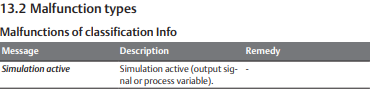 13.2 Malfunction types
Malfunctions of classification Info
Message Description Remedy
Simulation active Simulation active (output sig- -
nal or process variable).